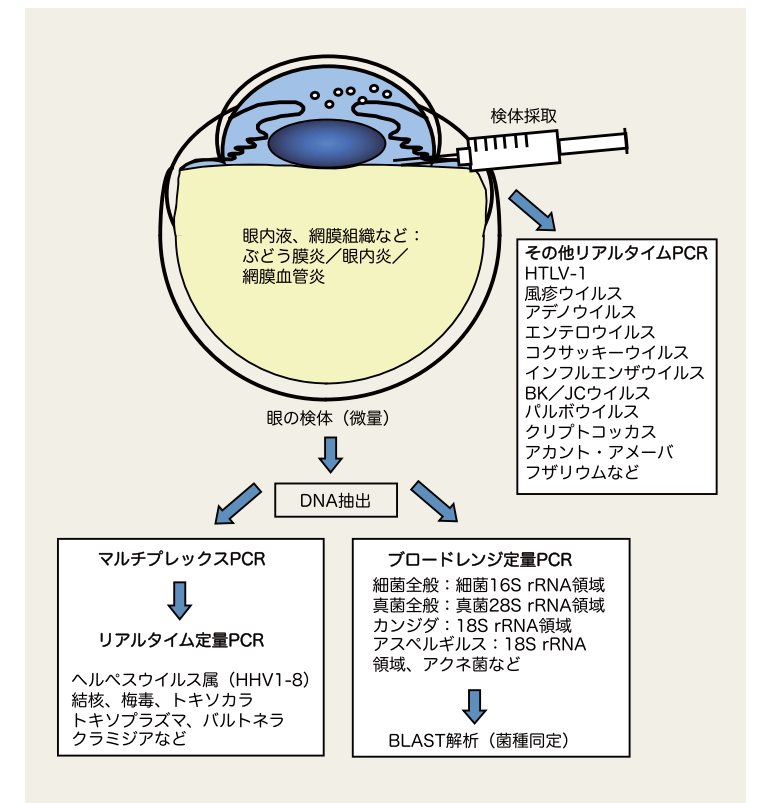 検体採取
眼内液、網膜組織など：
ぶどう膜炎／眼内炎／
網膜血管炎
その他リアルタイムPCR
HTLV-1
風疹ウイルス
アデノウイルス
エンテロウイルス
コクサッキーウイルス
インフルエンザウイルス
BK／JCウイルス
パルボウイルス
クリプトコッカス
アカント・アメーバ
フザリウムなど
眼の検体（微量）
DNA抽出
マルチプレックスPCR
リアルタイム定量PCR
ヘルペスウイルス属（HHV1-8）
結核、梅毒、トキソカラ
トキソプラズマ、バルトネラ
クラミジアなど
ブロードレンジ定量PCR
細菌全般：細菌16S rRNA領域
真菌全般：真菌28S rRNA領域
カンジダ：18S rRNA領域
アスペルギルス：18S rRNA
領域、アクネ菌など
BLAST解析（菌種同定）